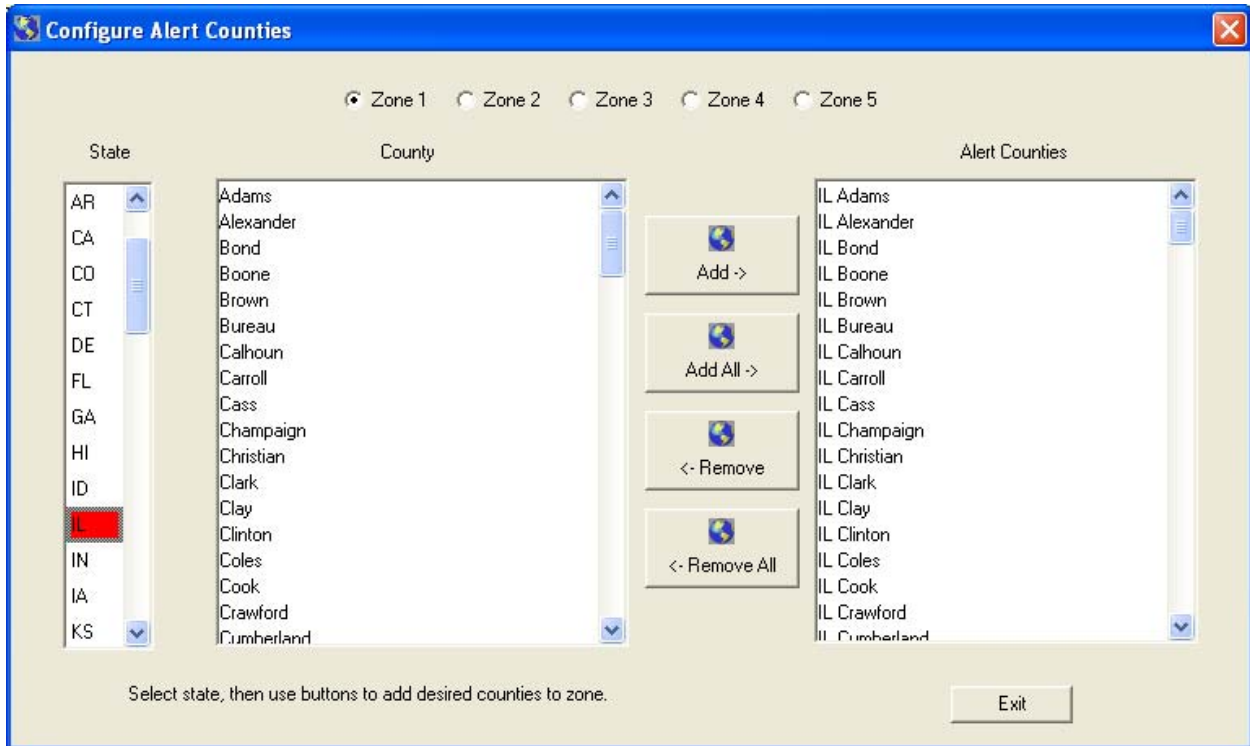 Configure Alert Counties
Zone 1 Zone 2 Zone 3 Zone 4 Zone 5
State
AR
CA
CO
CT
DE
FL
GA
HI
ID
IL
IN
IA
KS
County
Adams
Alexander
Bond
Boone
Brown
Bureau
Calhoun
Carroll
Cass
Champaign
Christian
Clark
Clay
Clinton
Coles
Cook
Crawford
Cumberland
Add ->
Add All ->
<- Remove
<- Remove All
Alert Counties
IL Adams
IL Alexander
IL Bond
IL Boone
IL Brown
IL Bureau
IL Calhoun
IL Carroll
IL Cass
IL Champaign
IL Christian
IL Clark
IL Clay
IL Clinton
IL Coles
IL Cook
IL Crawford
IL Cumberland
Select state, then use buttons to add desired counties to zone.
Exit